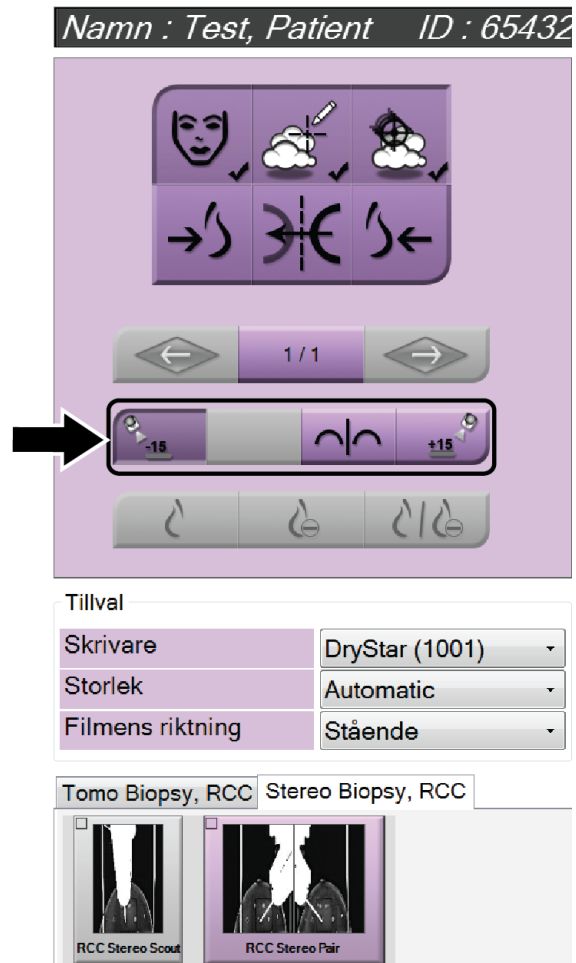 Namn : Test, Patient ID : 65432
1 / 1
-15 +15
Tillval
Skrivare DryStar (1001)
Storlek Automatic
Filmens riktning Stående
Tomo Biopsy, RCC Stereo Biopsy, RCC
RCC Stereo Scout RCC Stereo Pair